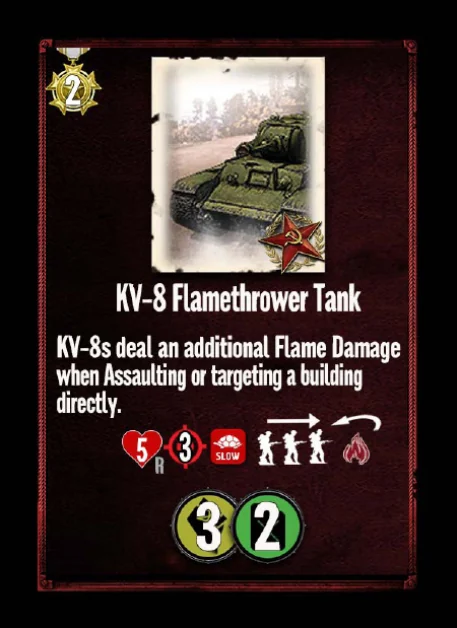 2
KV-8 Flamethrower Tank
KV-8s deal an additional Flame Damage
when Assaulting or targeting a building
directly.
5 R 3 SLOW
3 2